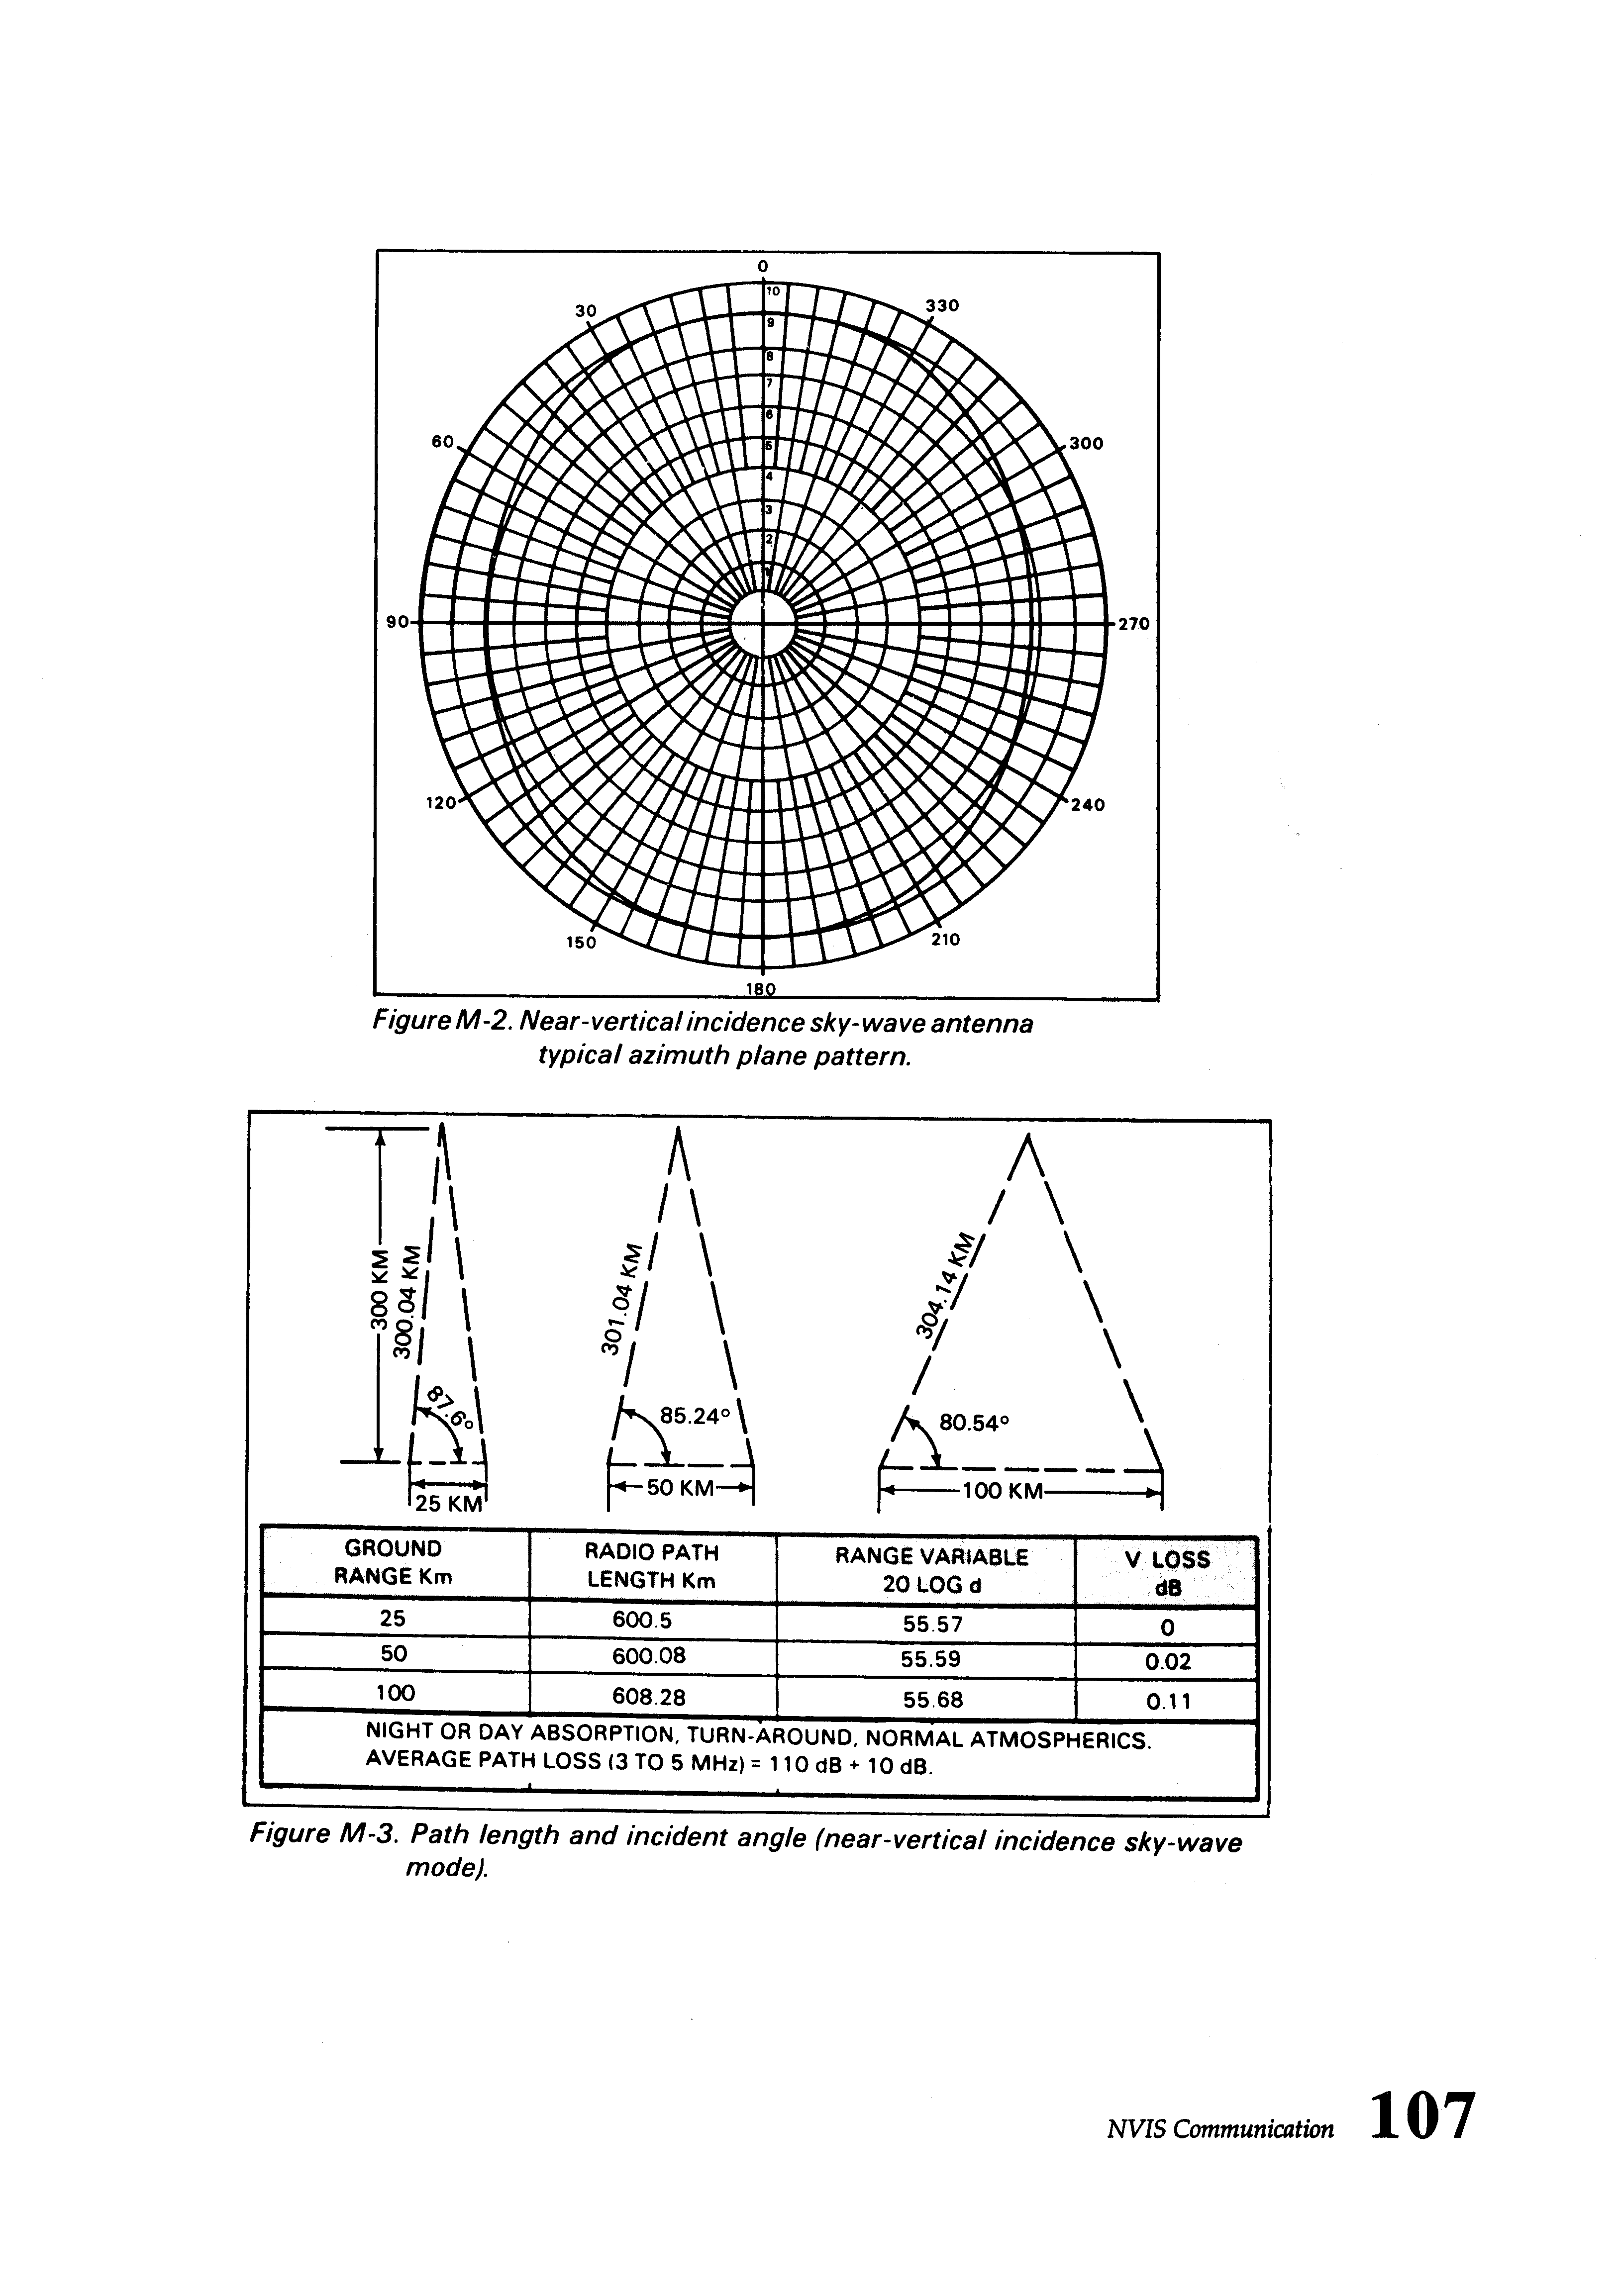 0
30
330
10
9
8
7
6
5
4
3
2
1
60
300
90
270
120
240
150
210
180
Figure M-2. Near-vertical incidence sky-wave antenna
typical azimuth plane pattern.
300 KM
300.04 KM
87.6°
25 KM
301.04 KM
85.24°
50 KM
304.14 KM
80.54°
100 KM
GROUND RANGE Km | RADIO PATH LENGTH Km | RANGE VARIABLE 20 LOG d | V LOSS dB
25 600.5 55.57 0
50 600.08 55.59 0.02
100 608.28 55.68 0.11
NIGHT OR DAY ABSORPTION, TURN-AROUND, NORMAL ATMOSPHERICS.
AVERAGE PATH LOSS (3 TO 5 MHz) = 110 dB + 10 dB.
Figure M-3. Path length and incident angle (near-vertical incidence sky-wave
mode).
NVIS Communication 107